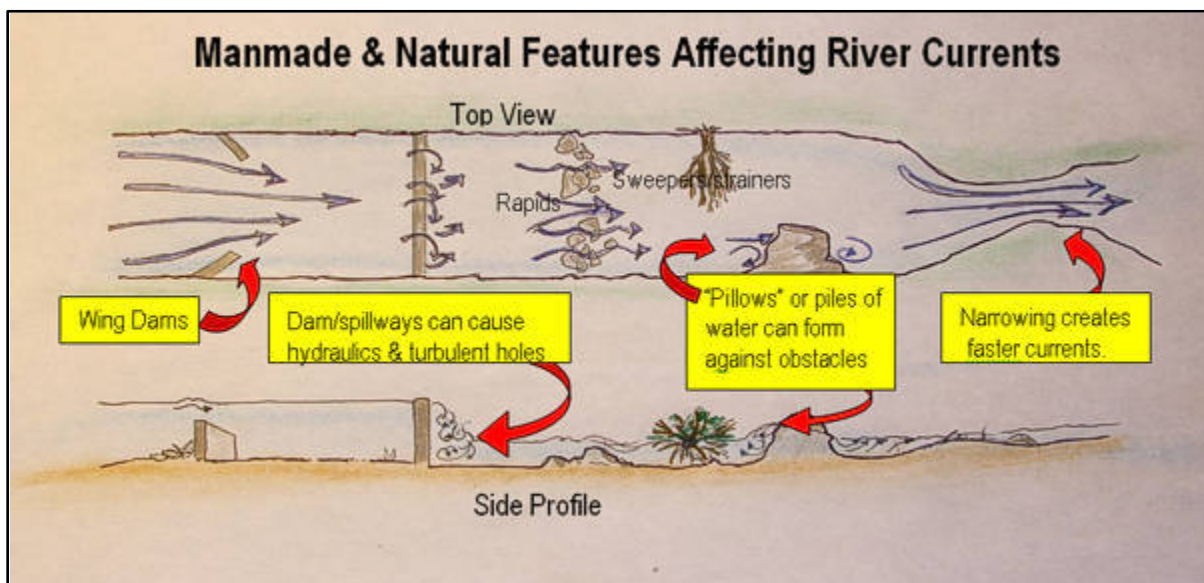 Manmade & Natural Features Affecting River Currents
Top View
Sweepers/strainers
Rapids
Wing Dams
Dam/spillways can cause
hydraulics & turbulent holes
"Pillows" or piles of
water can form
against obstacles
Narrowing creates
faster currents.
Side Profile